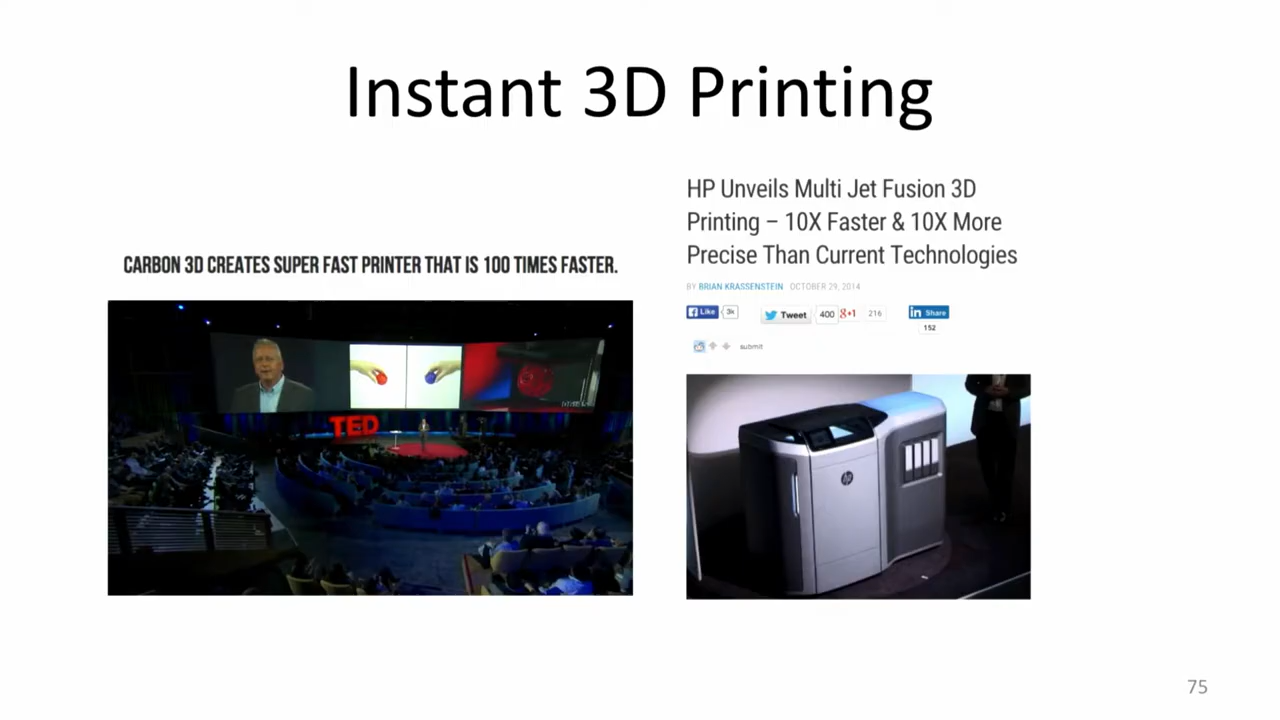 Instant 3D Printing
CARBON 3D CREATES SUPER FAST PRINTER THAT IS 100 TIMES FASTER.
TED
HP Unveils Multi Jet Fusion 3D
Printing – 10X Faster & 10X More
Precise Than Current Technologies
BY BRIAN KRASSENSTEIN OCTOBER 29, 2014
Like 3k Tweet 400 g+1 216 in Share
152
submit
hp
75